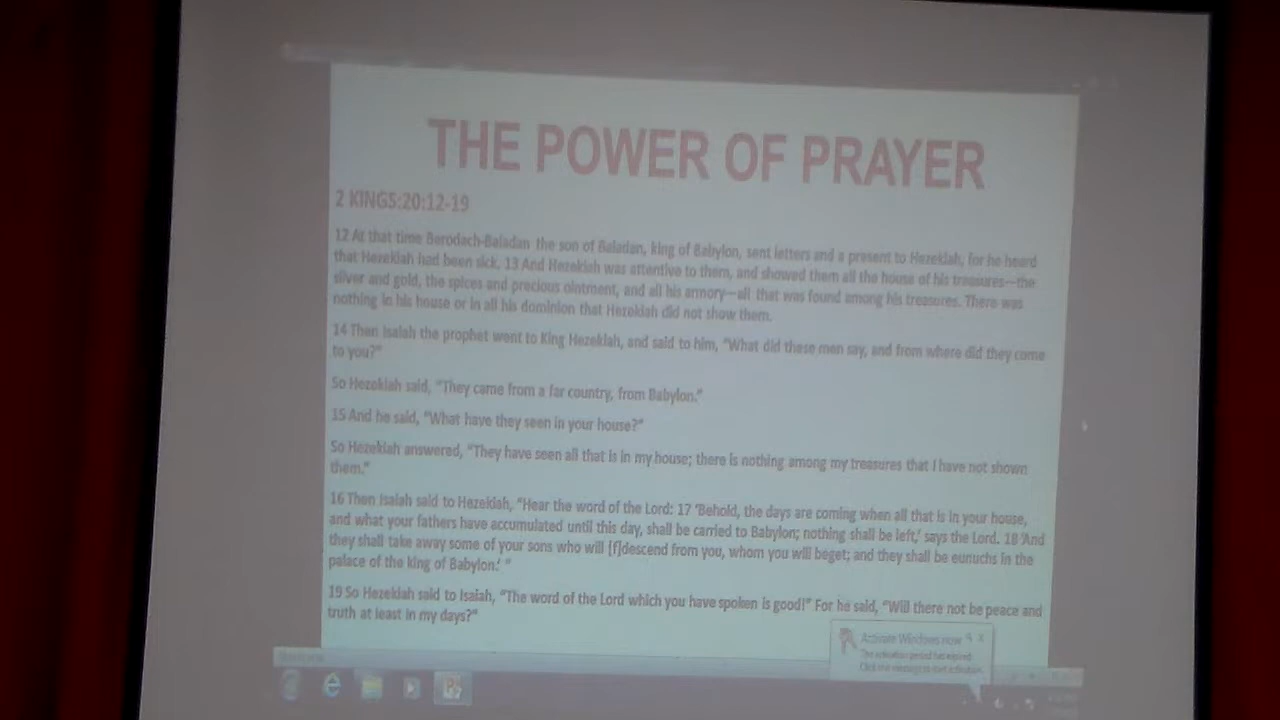 THE POWER OF PRAYER
2 KINGS:20:12-19
12 At that time Berodach-Baladan the son of Baladan, king of Babylon, sent letters and a present to Hezekiah, for he heard
that Hezekiah had been sick. 13 And Hezekiah was attentive to them, and showed them all the house of his treasures—the
silver and gold, the spices and precious ointment, and all his armory—all that was found among his treasures. There was
nothing in his house or in all his dominion that Hezekiah did not show them.
14 Then Isaiah the prophet went to King Hezekiah, and said to him, “What did these men say, and from where did they come
to you?”
So Hezekiah said, “They came from a far country, from Babylon.”
15 And he said, “What have they seen in your house?”
So Hezekiah answered, “They have seen all that is in my house; there is nothing among my treasures that I have not shown
them.”
16 Then Isaiah said to Hezekiah, “Hear the word of the Lord: 17 ‘Behold, the days are coming when all that is in your house,
and what your fathers have accumulated until this day, shall be carried to Babylon; nothing shall be left,’ says the Lord. 18 ‘And
they shall take away some of your sons who will [f]descend from you, whom you will beget; and they shall be eunuchs in the
palace of the king of Babylon.’ ”
19 So Hezekiah said to Isaiah, “The word of the Lord which you have spoken is good!” For he said, “Will there not be peace and
truth at least in my days?”
Activate Windows now
The activation period has expired.
Click this message to start activation.